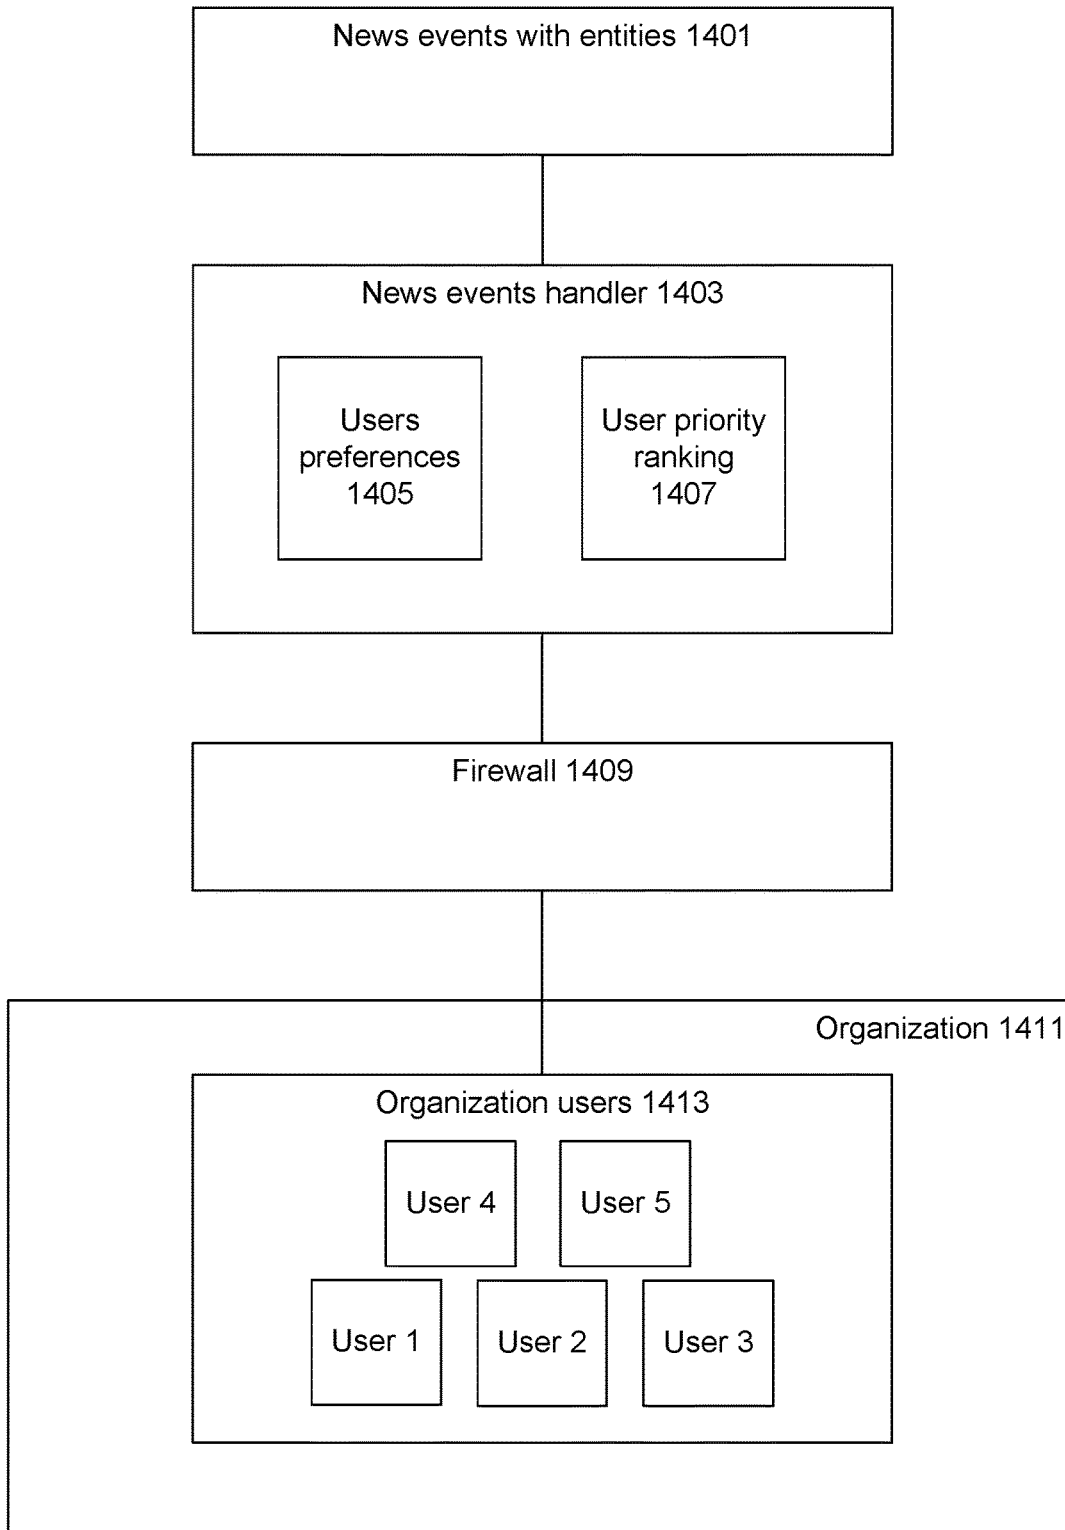 News events with entities 1401
News events handler 1403
Users
preferences
1405
User priority
ranking
1407
Firewall 1409
Organization 1411
Organization users 1413
User 4
User 5
User 1
User 2
User 3